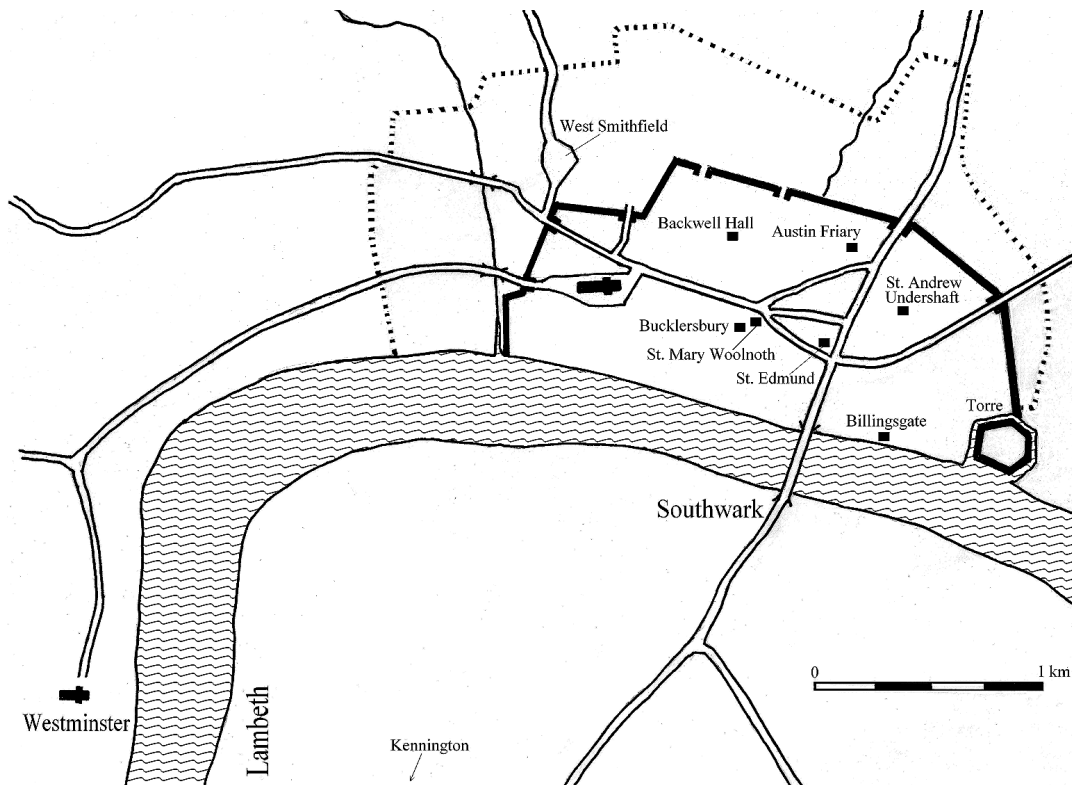 West Smithfield
Backwell Hall
Austin Friary
St. Andrew
Undershaft
Bucklersbury
St. Mary Woolnoth
St. Edmund
Billingsgate
Torre
Southwark
0
1 km
Westminster
Lambeth
Kennington